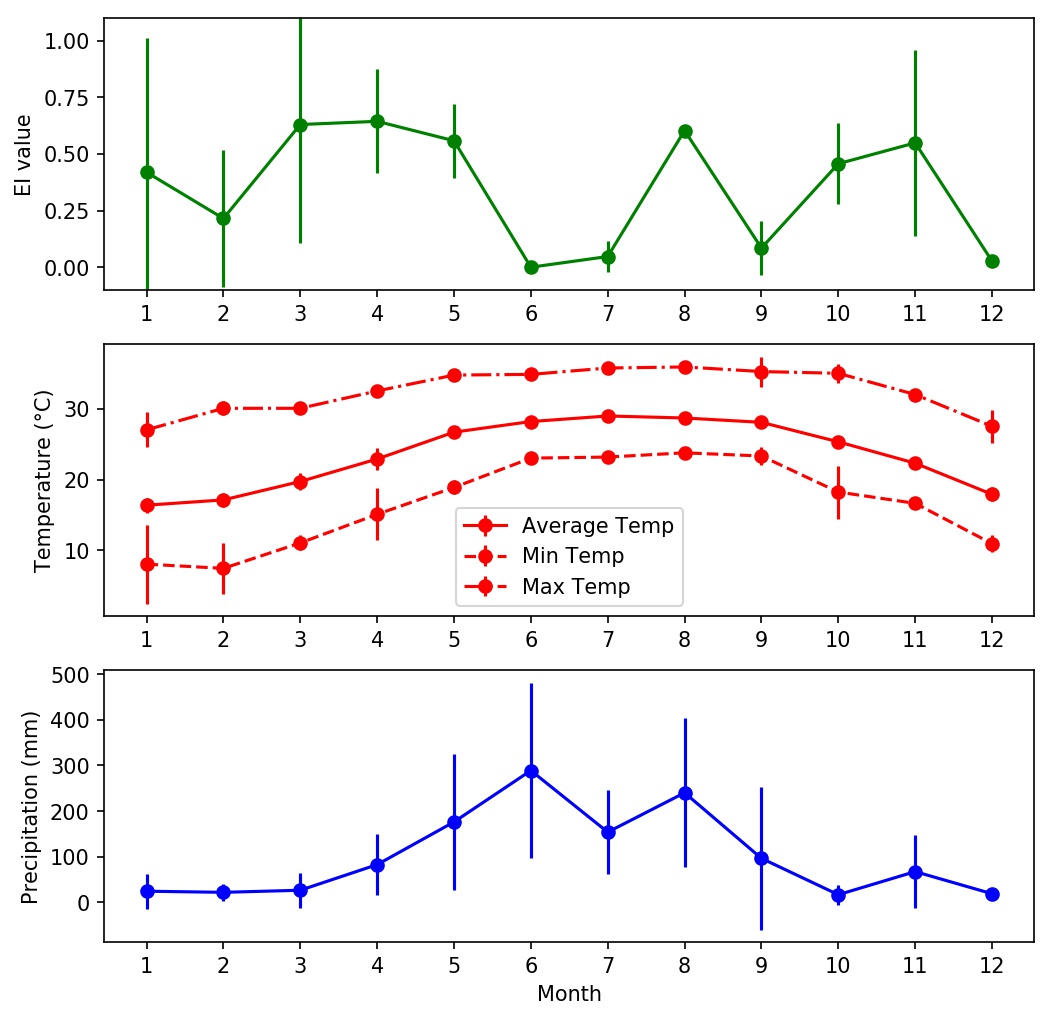 EI value
1.00
0.75
0.50
0.25
0.00
1 2 3 4 5 6 7 8 9 10 11 12
Temperature (°C)
30
20
10
Average Temp
Min Temp
Max Temp
1 2 3 4 5 6 7 8 9 10 11 12
Precipitation (mm)
500
400
300
200
100
0
1 2 3 4 5 6 7 8 9 10 11 12
Month